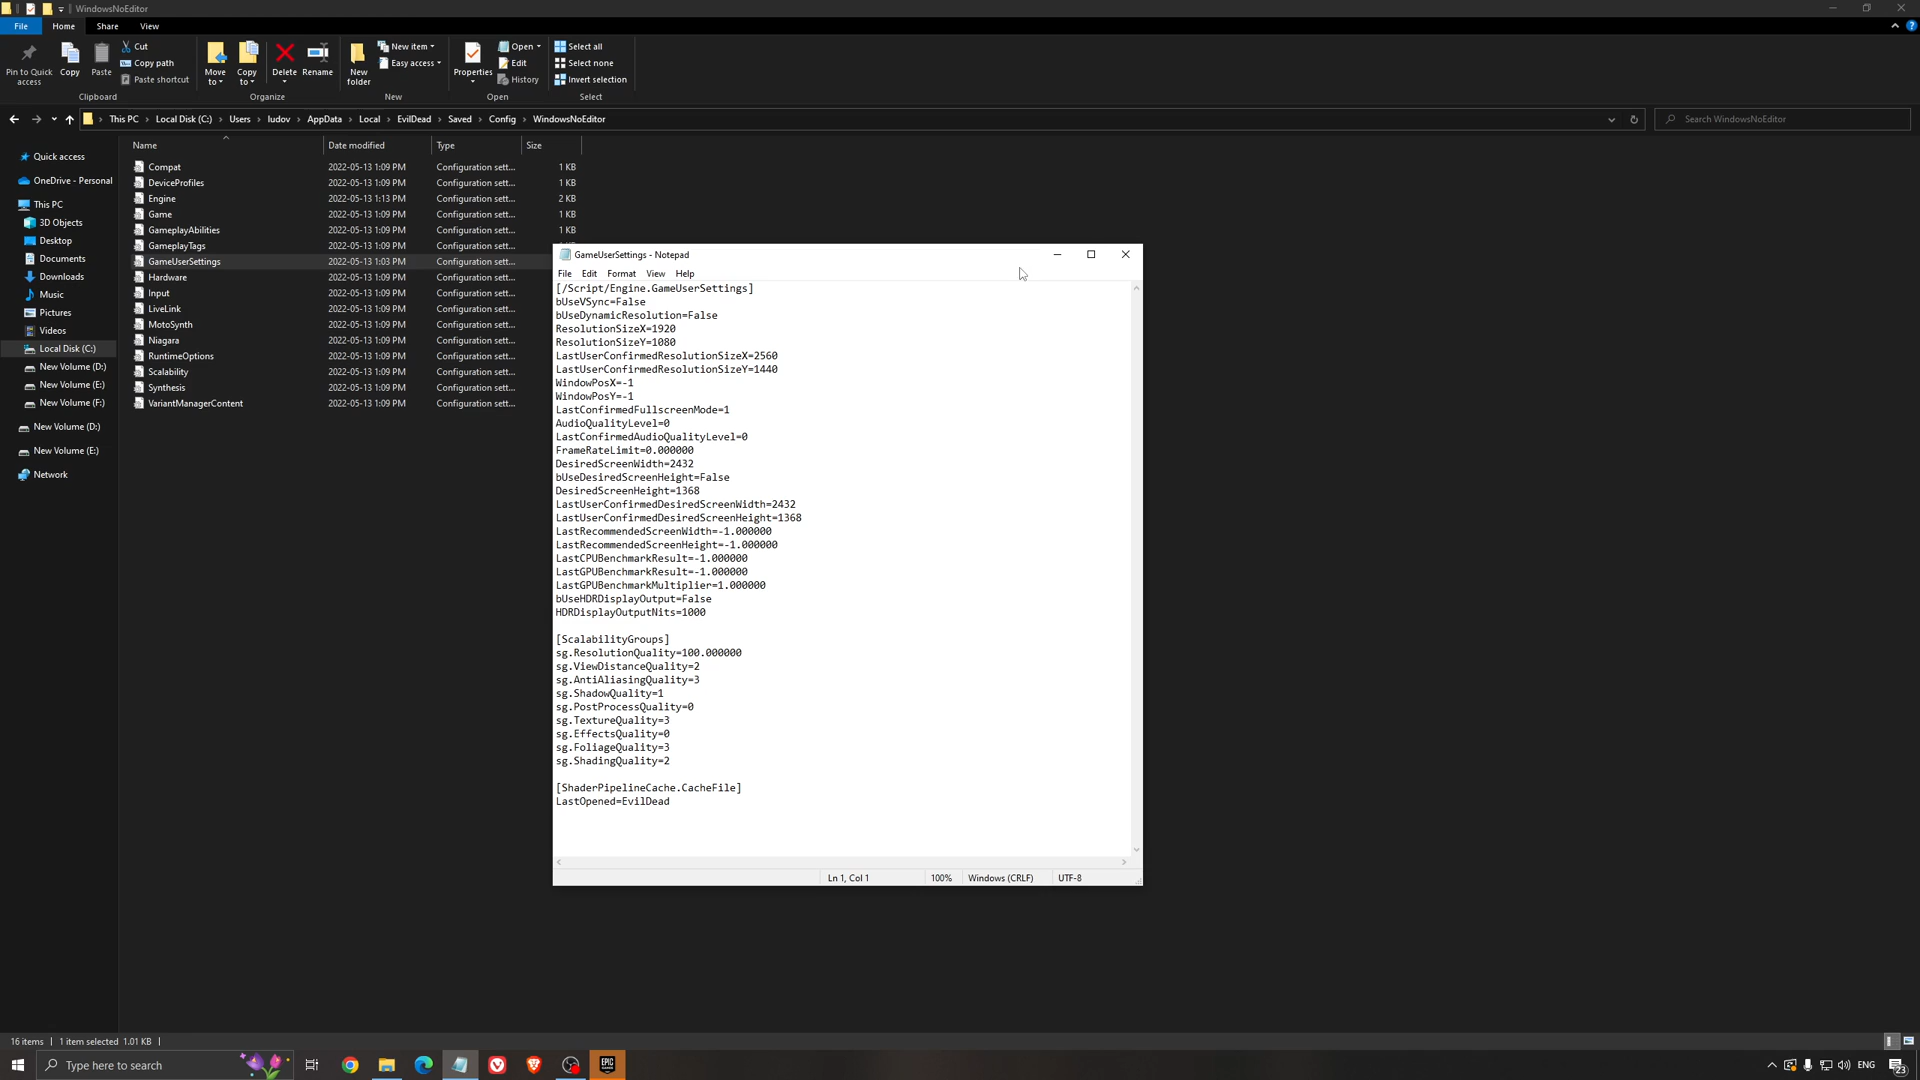 WindowsNoEditor
File
Home
Share
View
Pin to Quick access
Copy
Paste
Cut
Copy path
Paste shortcut
Clipboard
Move to
Copy to
Delete
Rename
Organize
New folder
New item
Easy access
New
Properties
Open
Edit
History
Open
Select all
Select none
Invert selection
Select
This PC > Local Disk (C:) > Users > ludov > AppData > Local > EvilDead > Saved > Config > WindowsNoEditor
Search WindowsNoEditor
Quick access
OneDrive - Personal
This PC
3D Objects
Desktop
Documents
Downloads
Music
Pictures
Videos
Local Disk (C:)
New Volume (D:)
New Volume (E:)
New Volume (F:)
New Volume (D:)
New Volume (E:)
Network
Name Date modified Type Size
Compat 2022-05-13 1:09 PM Configuration sett... 1 KB
DeviceProfiles 2022-05-13 1:09 PM Configuration sett... 1 KB
Engine 2022-05-13 1:13 PM Configuration sett... 2 KB
Game 2022-05-13 1:09 PM Configuration sett... 1 KB
GameplayAbilities 2022-05-13 1:09 PM Configuration sett... 1 KB
GameplayTags 2022-05-13 1:09 PM Configuration sett...
GameUserSettings 2022-05-13 1:03 PM Configuration sett...
Hardware 2022-05-13 1:09 PM Configuration sett...
Input 2022-05-13 1:09 PM Configuration sett...
LiveLink 2022-05-13 1:09 PM Configuration sett...
MotoSynth 2022-05-13 1:09 PM Configuration sett...
Niagara 2022-05-13 1:09 PM Configuration sett...
RuntimeOptions 2022-05-13 1:09 PM Configuration sett...
Scalability 2022-05-13 1:09 PM Configuration sett...
Synthesis 2022-05-13 1:09 PM Configuration sett...
VariantManagerContent 2022-05-13 1:09 PM Configuration sett...
GameUserSettings - Notepad
File Edit Format View Help
[/Script/Engine.GameUserSettings]
bUseVSync=False
bUseDynamicResolution=False
ResolutionSizeX=1920
ResolutionSizeY=1080
LastUserConfirmedResolutionSizeX=2560
LastUserConfirmedResolutionSizeY=1440
WindowPosX=-1
WindowPosY=-1
LastConfirmedFullscreenMode=1
AudioQualityLevel=0
LastConfirmedAudioQualityLevel=0
FrameRateLimit=0.000000
DesiredScreenWidth=2432
bUseDesiredScreenHeight=False
DesiredScreenHeight=1368
LastUserConfirmedDesiredScreenWidth=2432
LastUserConfirmedDesiredScreenHeight=1368
LastRecommendedScreenWidth=-1.000000
LastRecommendedScreenHeight=-1.000000
LastCPUBenchmarkResult=-1.000000
LastGPUBenchmarkResult=-1.000000
LastGPUBenchmarkMultiplier=1.000000
bUseHDRDisplayOutput=False
HDRDisplayOutputNits=1000
[ScalabilityGroups]
sg.ResolutionQuality=100.000000
sg.ViewDistanceQuality=2
sg.AntiAliasingQuality=3
sg.ShadowQuality=1
sg.PostProcessQuality=0
sg.TextureQuality=3
sg.EffectsQuality=0
sg.FoliageQuality=3
sg.ShadingQuality=2
[ShaderPipelineCache.CacheFile]
LastOpened=EvilDead
Ln 1, Col 1 100% Windows (CRLF) UTF-8
16 items 1 item selected 1.01 KB
Type here to search
EPIC GAMES
ENG
23